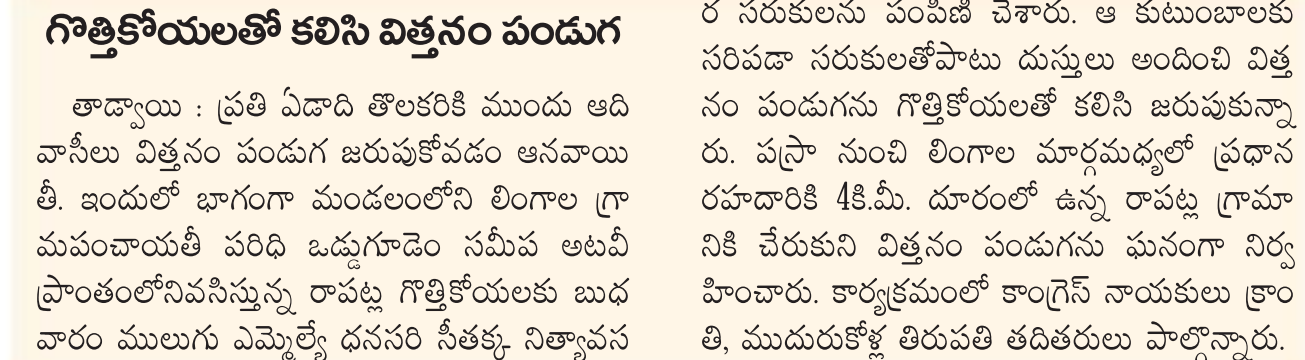 గొత్తికోయలతో కలిసి విత్తనం పండుగ
తాడ్వాయి : ప్రతి ఏడాది తొలకరికి ముందు ఆది
వాసీలు విత్తనం పండుగ జరుపుకోవడం ఆనవాయి
తీ. ఇందులో భాగంగా మండలంలోని లింగాల గ్రా
మపంచాయతీ పరిధి ఒడ్డుగూడెం సమీప అటవీ
ప్రాంతంలోనివసిస్తున్న రాపట్ల గొత్తికోయలకు బుధ
వారం ములుగు ఎమ్మెల్యే ధనసరి సీతక్క నిత్యావస
ర సరుకులను పంపిణీ చేశారు. ఆ కుటుంబాలకు
సరిపడా సరుకులతోపాటు దుస్తులు అందించి విత్త
నం పండుగను గొత్తికోయలతో కలిసి జరుపుకున్నా
రు. పస్రా నుంచి లింగాల మార్గమధ్యలో ప్రధాన
రహదారికి 4కి.మీ. దూరంలో ఉన్న రాపట్ల గ్రామా
నికి చేరుకుని విత్తనం పండుగను ఘనంగా నిర్వ
హించారు. కార్యక్రమంలో కాంగ్రెస్ నాయకులు క్రాం
తి, ముదురుకోళ్ల తిరుపతి తదితరులు పాల్గొన్నారు.